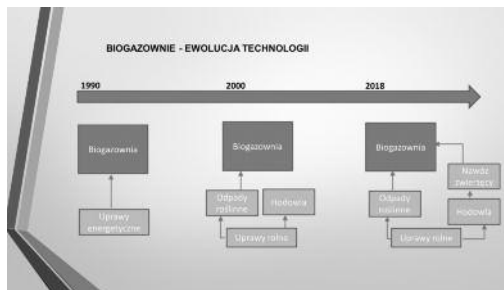 BIOGAZOWNIE - EWOLUCJA TECHNOLOGII
1990
2000
2018
Biogazownia
Uprawy
energetyczne
Biogazownia
Odpady
roślinne
Hodowla
Uprawy rolne
Biogazownia
Odpady
roślinne
Uprawy rolne
Nawóz
zwierzęcy
Hodowla